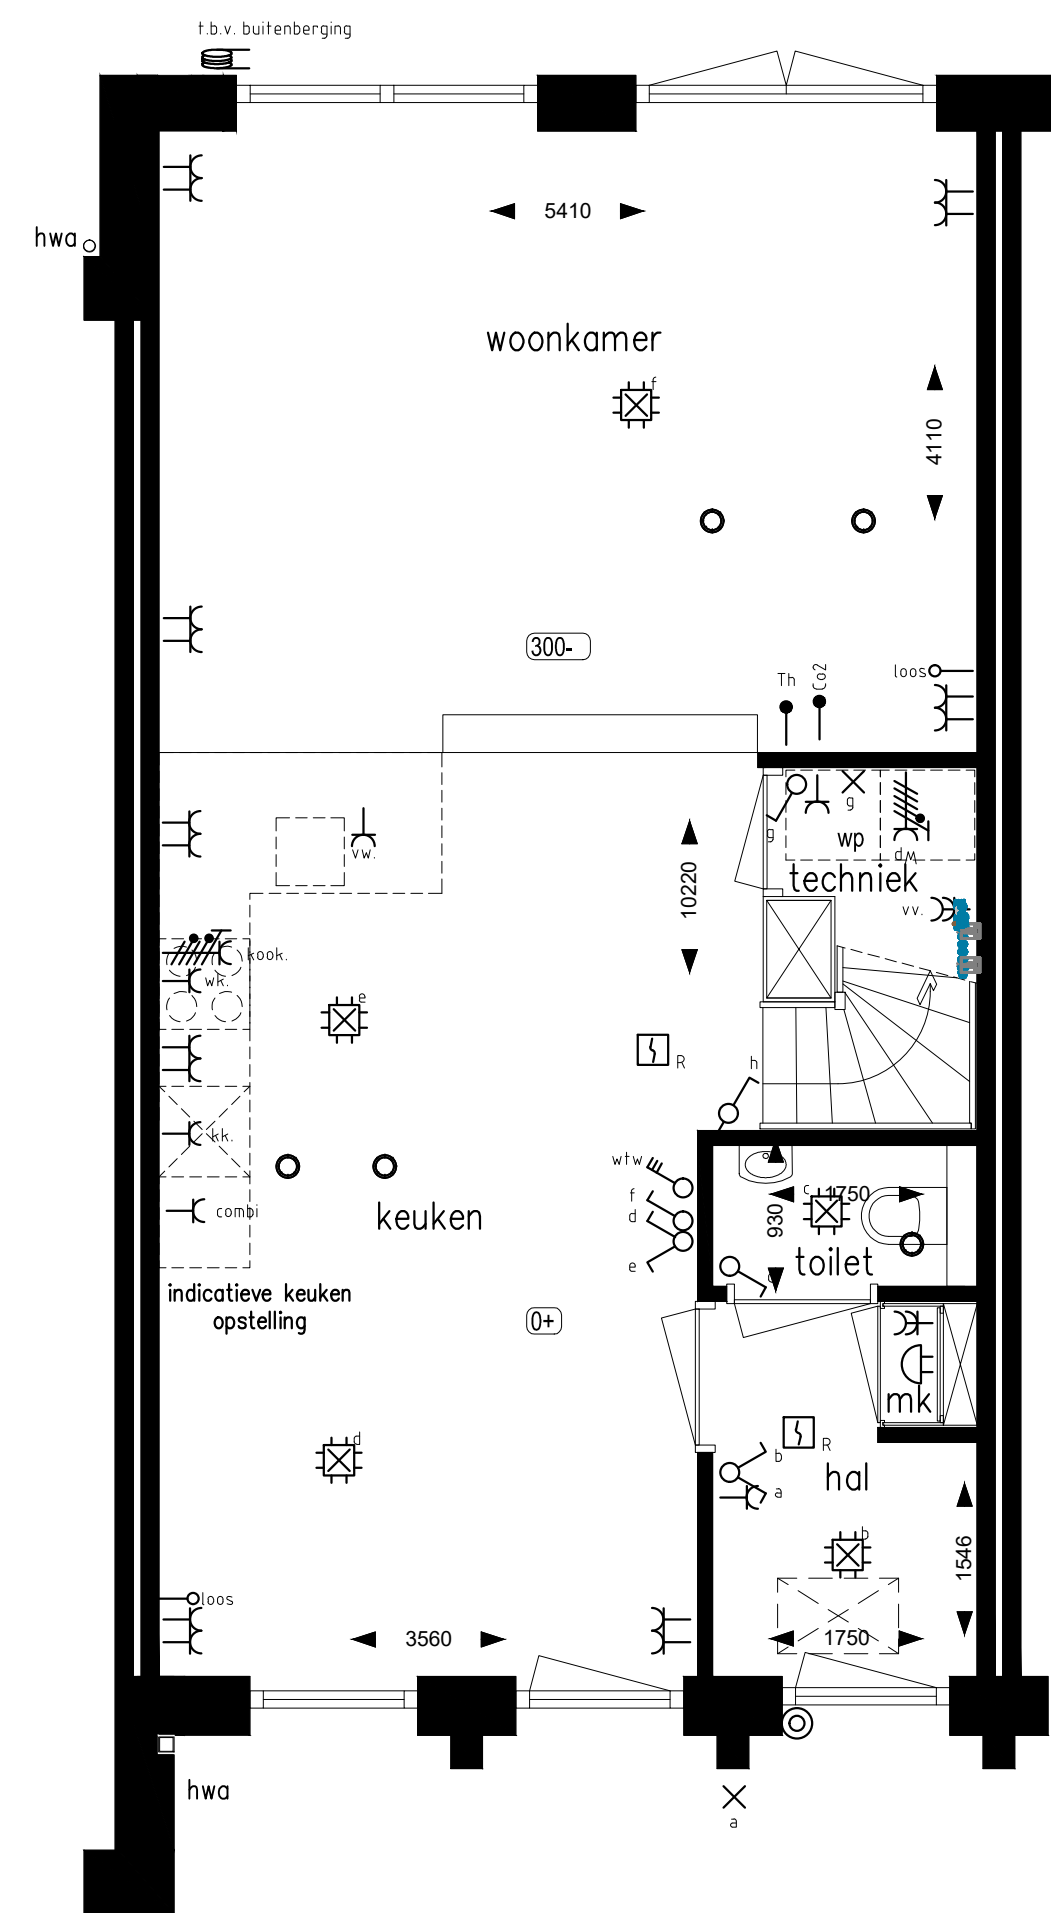 t.b.v. buitenberging
5410
hwa
woonkamer
f
4110
300-
loos
Th
Co2
g
g
wp
dw
techniek
vw.
10220
vv.
kook.
wk.
e
R
h
kk.
wtw
f
d
e
combi
keuken
c
1750
930
toilet
c
indicatieve keuken
opstelling
0+
mk
d
R
b
a
hal
b
1546
loos
3560
1750
hwa
a